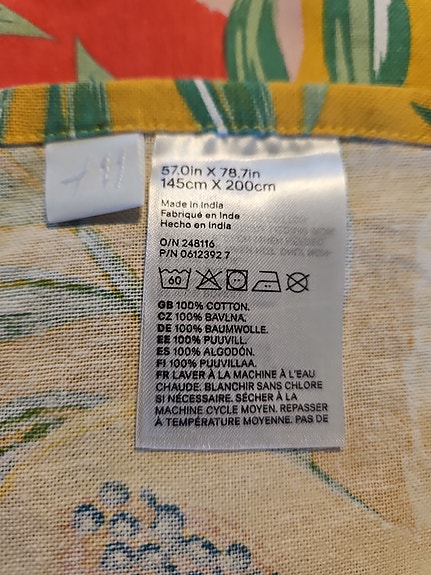 57.0in X 78.7in
145cm X 200cm
Made in India
Fabriqué en Inde
Hecho en India
O/N 248116
P/N 0612392 7
60
GB 100% COTTON.
CZ 100% BAVLNA.
DE 100% BAUMWOLLE.
EE 100% PUUVILL.
ES 100% ALGODÓN.
FI 100% PUUVILLAA.
FR LAVER À LA MACHINE À L'EAU
CHAUDE. BLANCHIR SANS CHLORE
SI NÉCESSAIRE. SÉCHER À LA
MACHINE CYCLE MOYEN. REPASSER
À TEMPÉRATURE MOYENNE. PAS DE